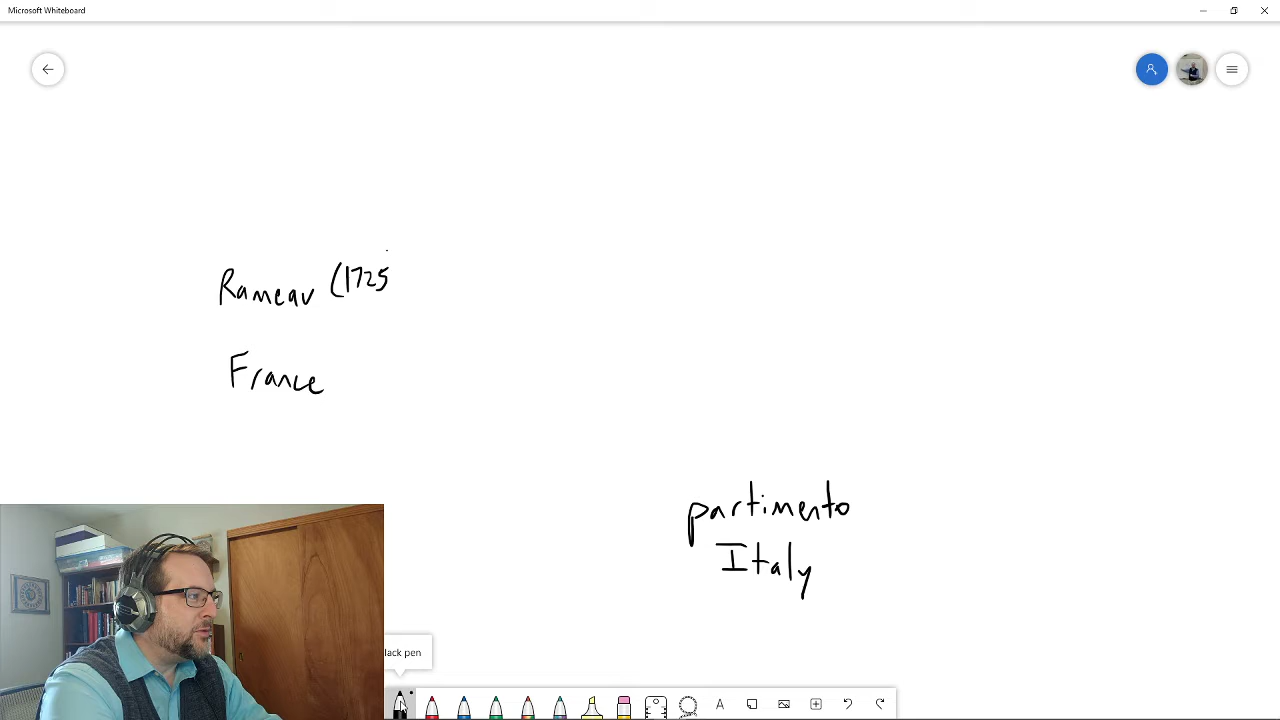 Microsoft Whiteboard
Rameau (1725
France
partimento
Italy
lack pen
A